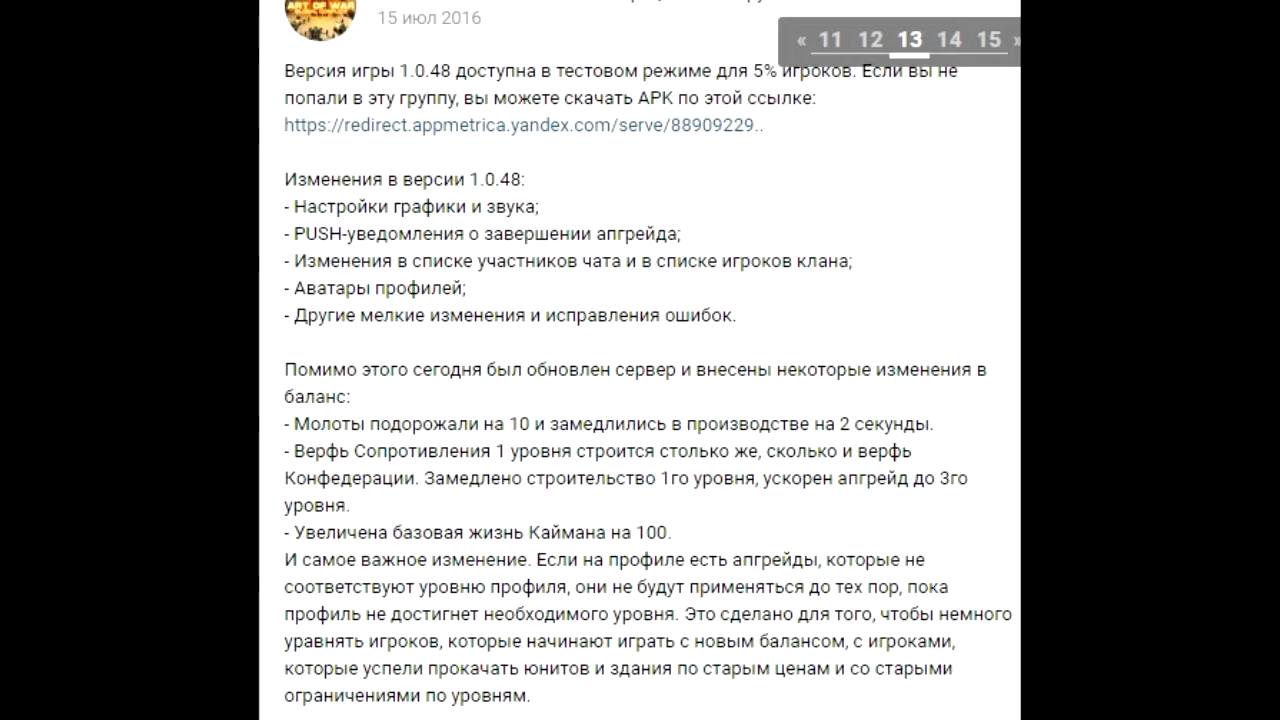 ART OF WAR
15 июл 2016
« 11 12 13 14 15 »
Версия игры 1.0.48 доступна в тестовом режиме для 5% игроков. Если вы не
попали в эту группу, вы можете скачать APK по этой ссылке:
https://redirect.appmetrica.yandex.com/serve/88909229..
Изменения в версии 1.0.48:
- Настройки графики и звука;
- PUSH-уведомления о завершении апгрейда;
- Изменения в списке участников чата и в списке игроков клана;
- Аватары профилей;
- Другие мелкие изменения и исправления ошибок.
Помимо этого сегодня был обновлен сервер и внесены некоторые изменения в
баланс:
- Молоты подорожали на 10 и замедлились в производстве на 2 секунды.
- Верфь Сопротивления 1 уровня строится столько же, сколько и верфь
Конфедерации. Замедлено строительство 1го уровня, ускорен апгрейд до 3го
уровня.
- Увеличена базовая жизнь Каймана на 100.
И самое важное изменение. Если на профиле есть апгрейды, которые не
соответствуют уровню профиля, они не будут применяться до тех пор, пока
профиль не достигнет необходимого уровня. Это сделано для того, чтобы немного
уравнять игроков, которые начинают играть с новым балансом, с игроками,
которые успели прокачать юнитов и здания по старым ценам и со старыми
ограничениями по уровням.